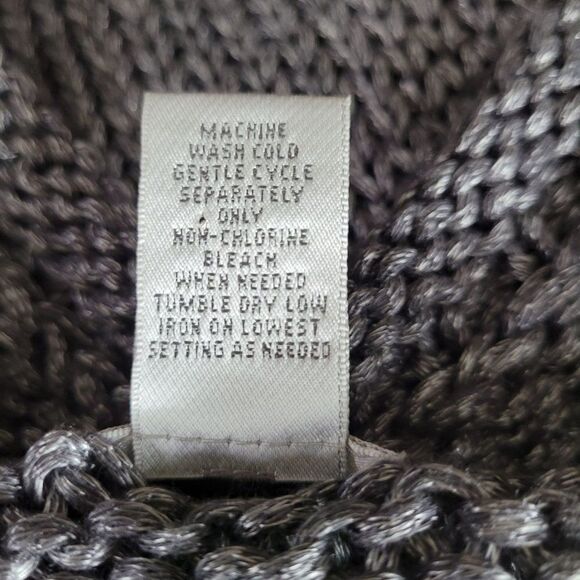 MACHINE
WASH COLD
GENTLE CYCLE
SEPARATELY
ONLY
NON-CHLORINE
BLEACH
WHEN NEEDED
TUMBLE DRY LOW
IRON ON LOWEST
SETTING AS NEEDED